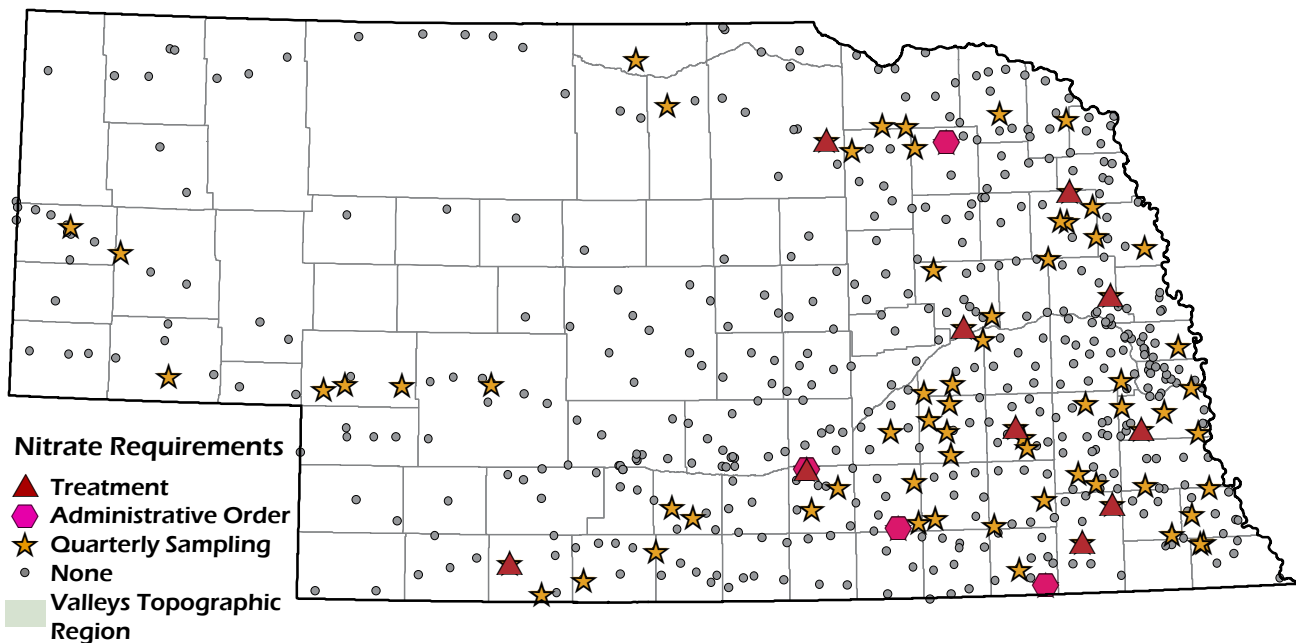 Nitrate Requirements
Treatment
Administrative Order
Quarterly Sampling
None
Valleys Topographic
Region